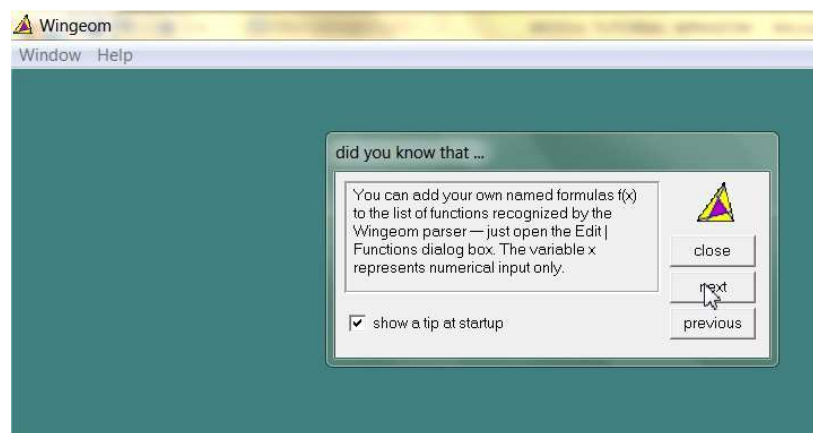 Wingeom
Window Help
did you know that ...
You can add your own named formulas f(x)
to the list of functions recognized by the
Wingeom parser — just open the Edit |
Functions dialog box. The variable x
represents numerical input only.
close
next
previous
show a tip at startup